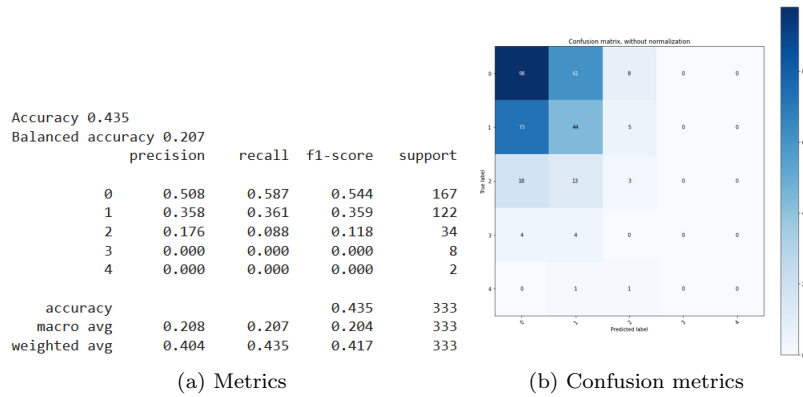 Accuracy 0.435
Balanced accuracy 0.207
precision recall f1-score support
0 0.508 0.587 0.544 167
1 0.358 0.361 0.359 122
2 0.176 0.088 0.118 34
3 0.000 0.000 0.000 8
4 0.000 0.000 0.000 2
accuracy 0.435 333
macro avg 0.208 0.207 0.204 333
weighted avg 0.404 0.435 0.417 333
(a) Metrics
Confusion matrix, without normalization
True label
0 98 61 8 0 0
1 73 44 5 0 0
2 18 13 3 0 0
3 4 4 0 0 0
4 0 1 1 0 0
0 1 2 3 4
Predicted label
(b) Confusion metrics